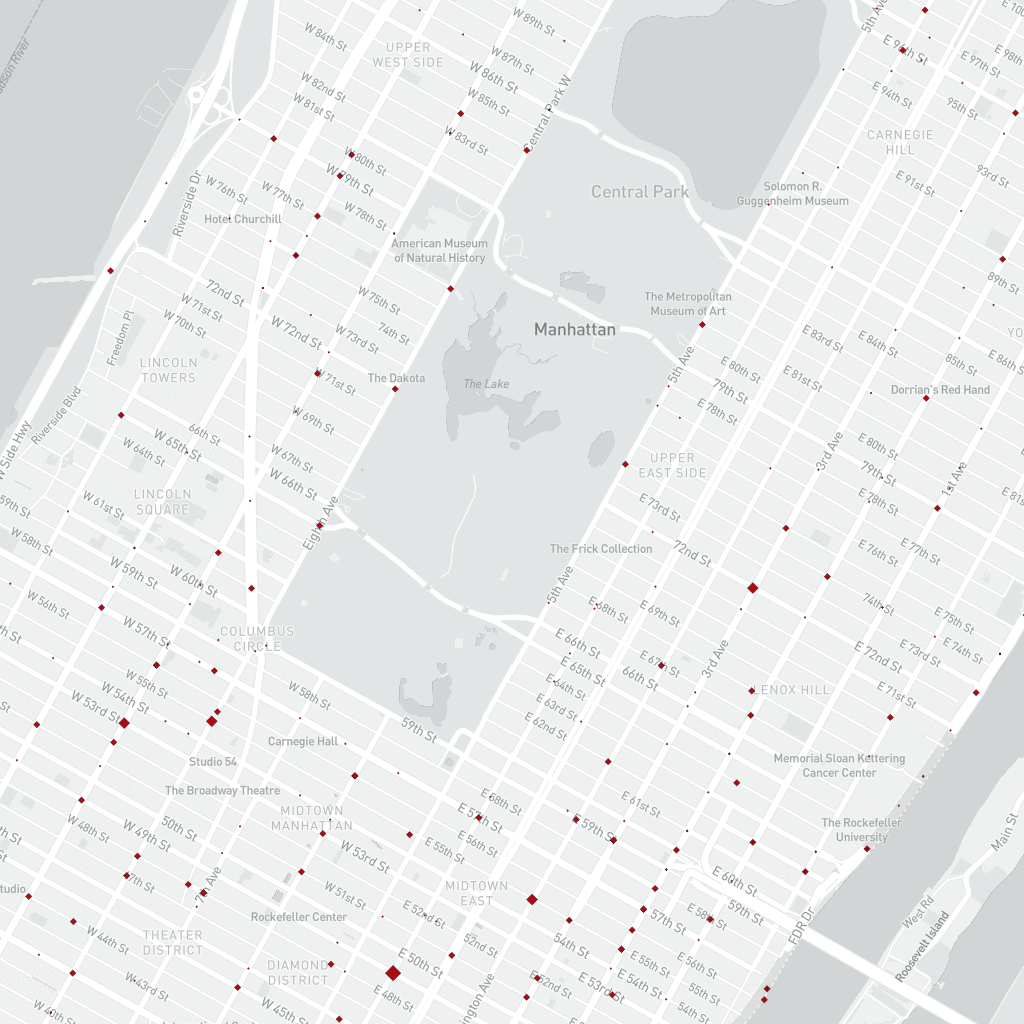 W 89th St
5th Ave
E 100
W 84th St
UPPER
WEST SIDE
W 87th St
E 96th St
E 98th St
E 97th St
dson River
W 86th St
W 82nd St
W 85th St
Central Park W
E 94th St
95th St
W 81st St
W 83rd St
CARNEGIE
HILL
W 80th St
W 79th St
93rd St
W 76th St
W 77th St
Central Park
Solomon R.
Guggenheim Museum
E 91st St
Riverside Dr
Hotel Churchill
W 78th St
American Museum
of Natural History
89th St
72nd St
W 75th St
The Metropolitan
Museum of Art
W 71st St
W 70th St
Freedom Pl
W 72nd St
W 73rd St
74th St
Manhattan
E 83rd St
E 84th St
YO
E 86th St
85th St
LINCOLN
TOWERS
W 71st St
The Dakota
The Lake
5th Ave
E 80th St
79th St
E 81st St
Dorrian's Red Hand
Riverside Blvd
W 69th St
E 78th St
W Side Hwy
66th St
W 65th St
W 64th St
W 67th St
W 66th St
UPPER
EAST SIDE
3rd Ave
E 80th St
79th St
E 78th St
1st Ave
E 81s
LINCOLN
SQUARE
W 61st St
59th St
Eighth Ave
E 73rd St
W 58th St
W 59th St
W 60th St
The Frick Collection
72nd St
E 76th St
E 77th St
W 56th St
5th Ave
E 68th St
E 69th St
74th St
E 75th St
W 57th St
COLUMBUS
CIRCLE
E 66th St
E 65th St
E 67th St
66th St
3rd Ave
E 72nd St
E 73rd St
E 74th St
W 55th St
W 54th St
W 53rd St
W 58th St
E 64th St
E 63rd St
E 62nd St
LENOX HILL
E 71st St
59th St
Carnegie Hall
Studio 54
Memorial Sloan Kettering
Cancer Center
The Broadway Theatre
E 58th St
E 57th St
E 61st St
MIDTOWN
MANHATTAN
50th St
W 48th St
W 49th St
E 59th St
E 56th St
E 55th St
The Rockefeller
University
Main St
W 53rd St
47th St
7th Ave
MIDTOWN
EAST
E 60th St
59th St
studio
W 51st St
Rockefeller Center
E 52nd St
57th St
E 58th St
West Rd
FDR Dr
W 44th St
THEATER
DISTRICT
52nd St
54th St
E 56th St
Roosevelt Island
DIAMOND
DISTRICT
E 50th St
W 43rd St
E 52nd St
E 53rd St
E 54th St
55th St
W 40th St
W 45th St
E 48th St
ington Ave
54th St